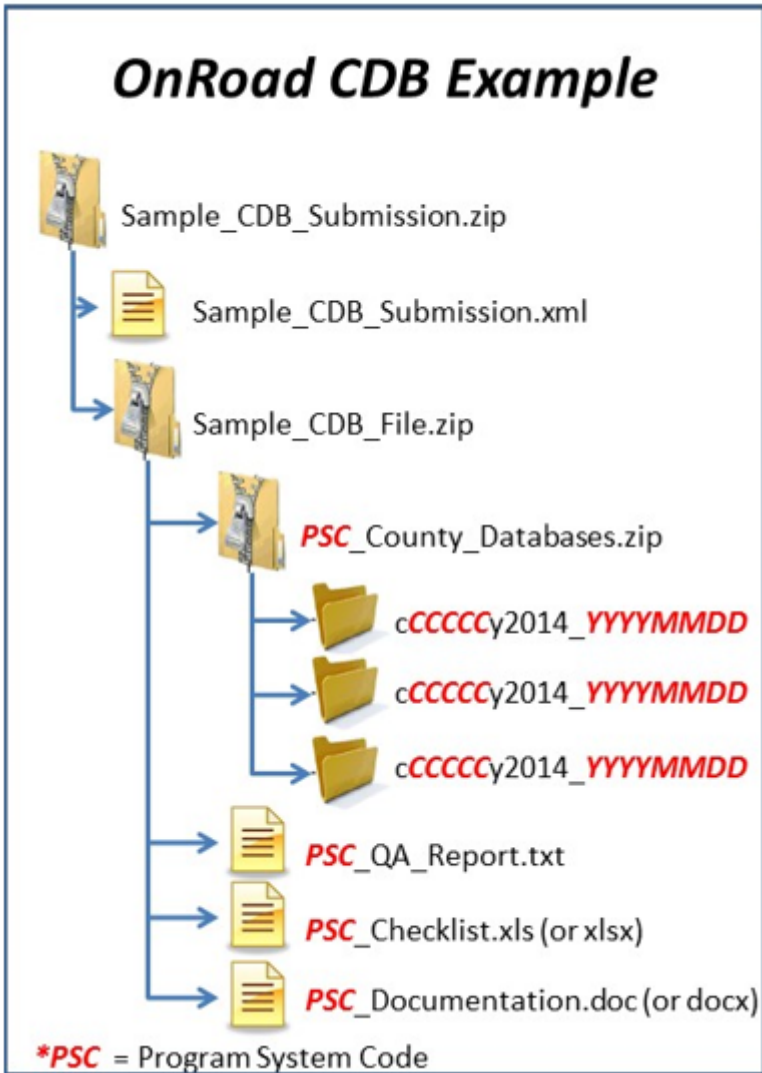 OnRoad CDB Example
Sample_CDB_Submission.zip
Sample_CDB_Submission.xml
Sample_CDB_File.zip
PSC_County_Databases.zip
cCCCCCy2014_YYYYMMDD
cCCCCCy2014_YYYYMMDD
cCCCCCy2014_YYYYMMDD
PSC_QA_Report.txt
PSC_Checklist.xls (or xlsx)
PSC_Documentation.doc (or docx)
*PSC = Program System Code